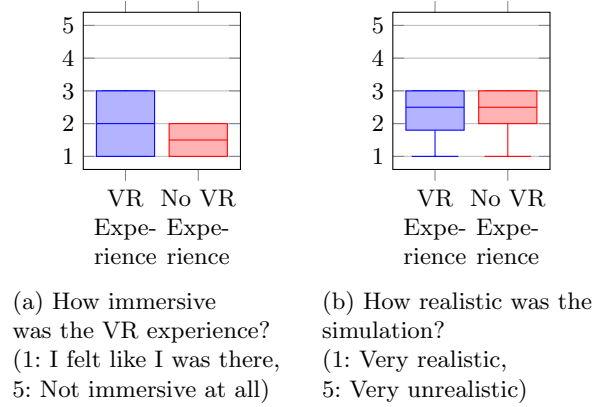 5
4
3
2
1
VR No VR
Expe- Expe-
rience rience
(a) How immersive
was the VR experience?
(1: I felt like I was there,
5: Not immersive at all)
5
4
3
2
1
VR No VR
Expe- Expe-
rience rience
(b) How realistic was the
simulation?
(1: Very realistic,
5: Very unrealistic)